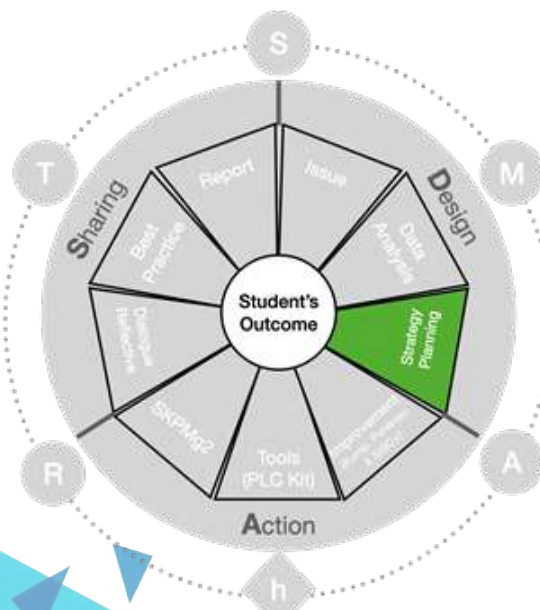 S
M
A
h
R
T
Design
Action
Sharing
Issue
Data
Analysis
Strategy
Planning
Improvement
Tools
(PLC Kit)
SKPMg2
Dialogue
Reflective
Best
Practice
Report
Student's
Outcome